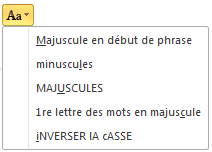 Aa
Majuscule en début de phrase
minuscules
MAJUSCULES
1re lettre des mots en majuscule
iNVERSER lA cASSE